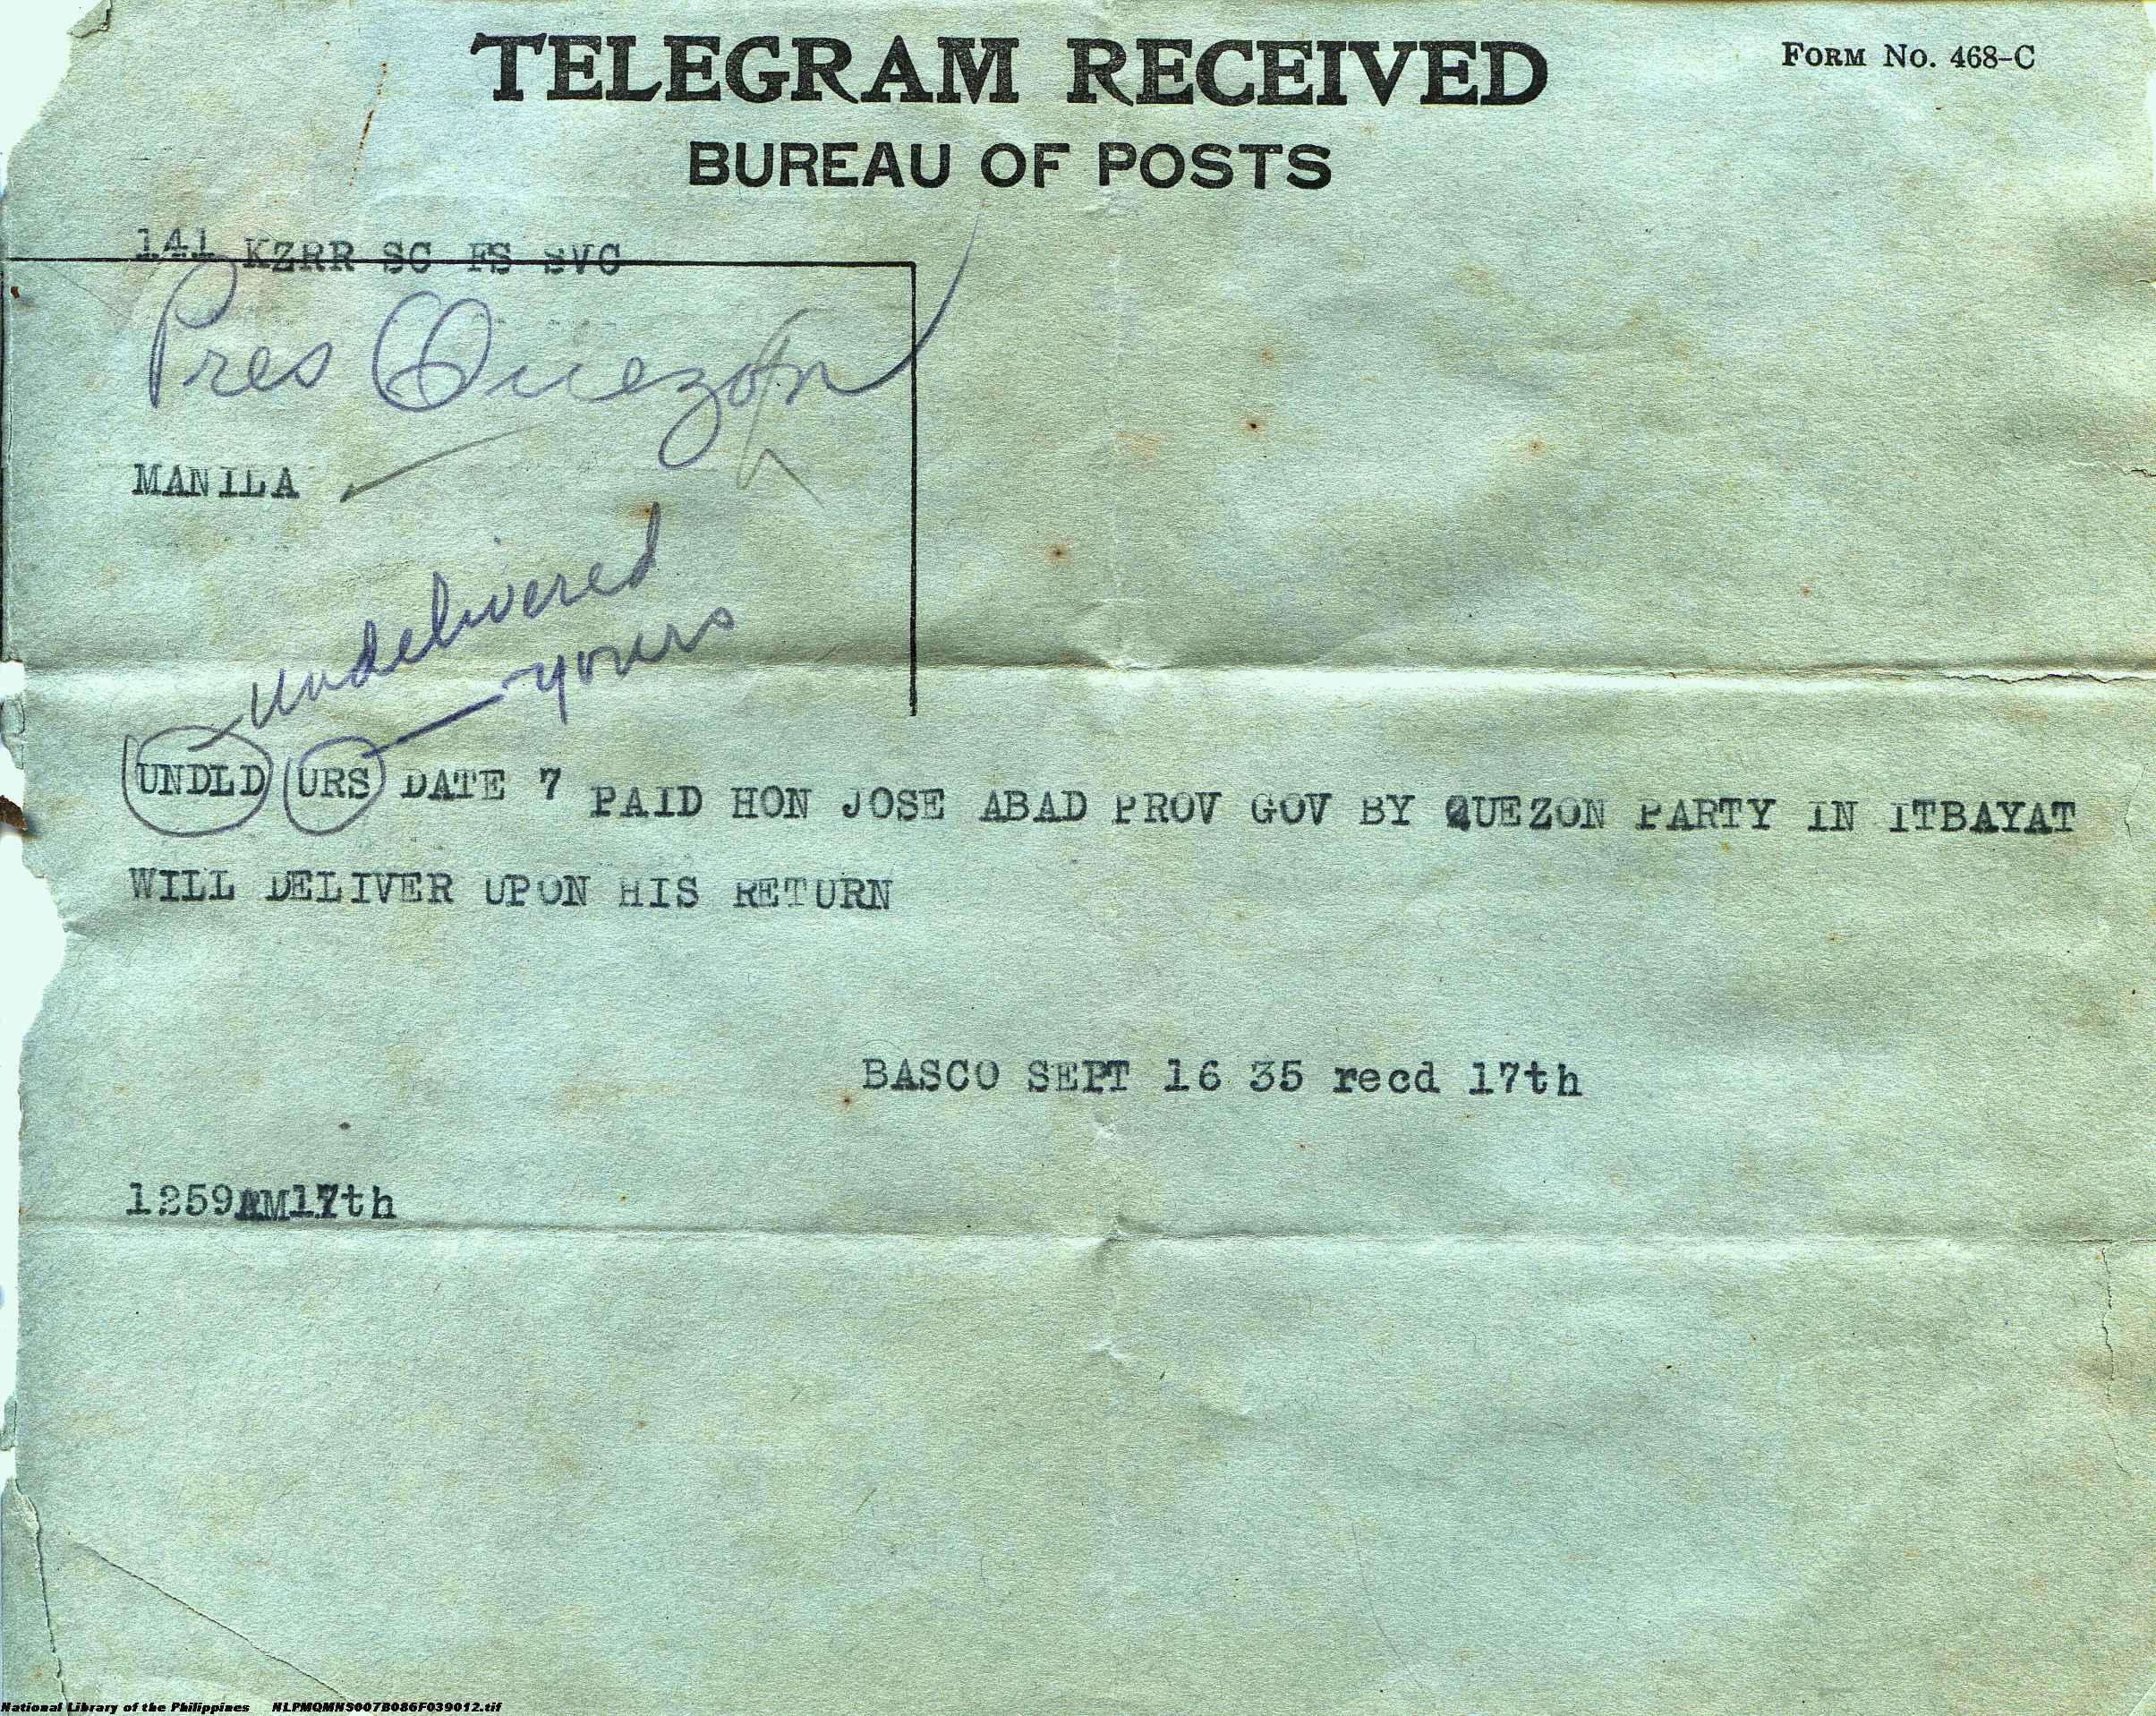 TELEGRAM RECEIVED
FORM NO. 468-C
BUREAU OF POSTS
141 KZRR SC FS SVC
Pres Quezon
MANILA
undelivered
yours
UNDLD URS DATE 7 PAID HON JOSE ABAD PROV GOV BY QUEZON PARTY IN ITBAYAT
WILL DELIVER UPON HIS RETURN
BASCO SEPT 16 35 recd 17th
1259AM17th
National Library of the Philippines NLPMQMNS007B086F039012.tif